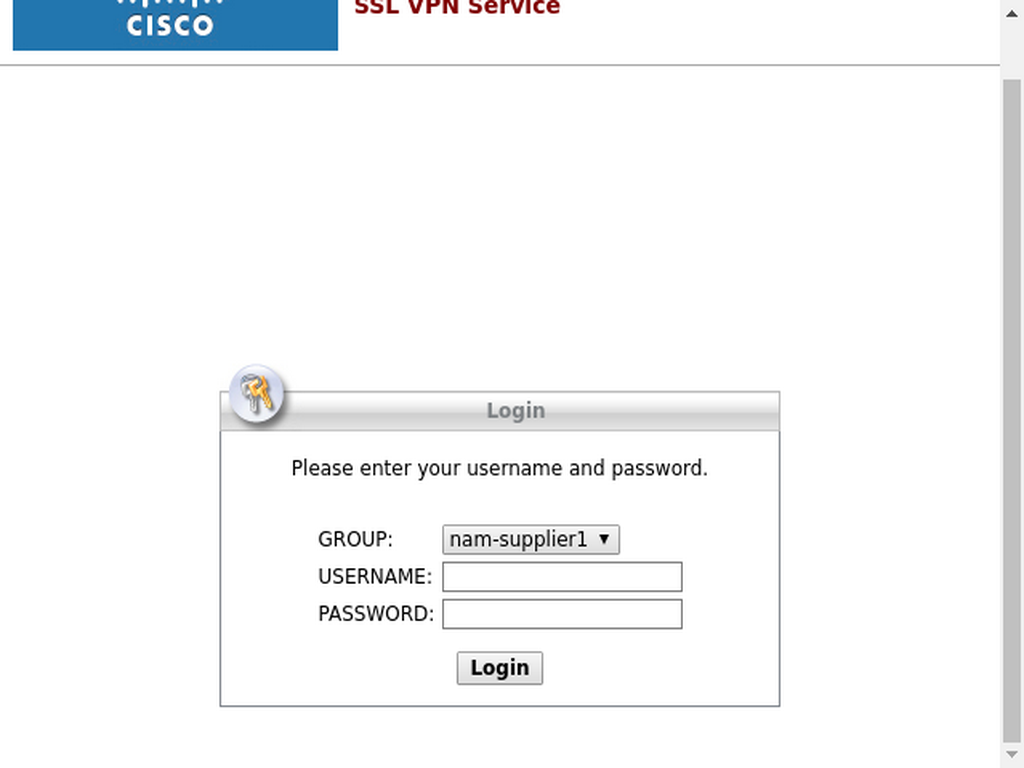 SSL VPN Service
CISCO
Login
Please enter your username and password.
GROUP: nam-supplier1 ▼
USERNAME:
PASSWORD:
Login